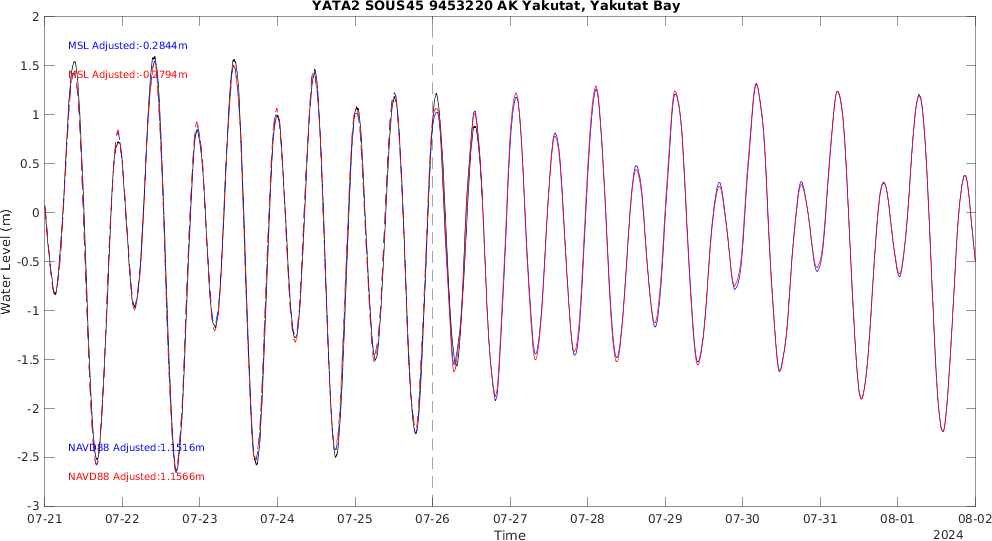 YATA2 SOUS45 9453220 AK Yakutat, Yakutat Bay
2
1.5
1
0.5
0
-0.5
-1
-1.5
-2
-2.5
-3
Water Level (m)
MSL Adjusted:-0.2844m
MSL Adjusted:-0.2794m
NAVD88 Adjusted:1.1516m
NAVD88 Adjusted:1.1566m
07-21 07-22 07-23 07-24 07-25 07-26 07-27 07-28 07-29 07-30 07-31 08-01 08-02
Time
2024